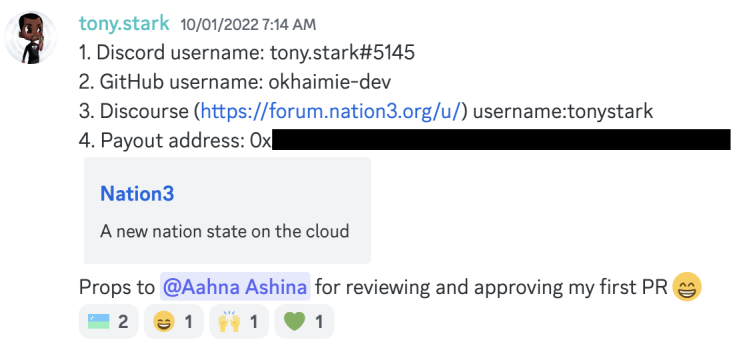 tony.stark 10/01/2022 7:14 AM
1. Discord username: tony.stark#5145
2. GitHub username: okhaimie-dev
3. Discourse (https://forum.nation3.org/u/) username:tonystark
4. Payout address: 0x
Nation3
A new nation state on the cloud
Props to @Aahna Ashina for reviewing and approving my first PR 😄
2 😄 1 🙌 1 💚 1